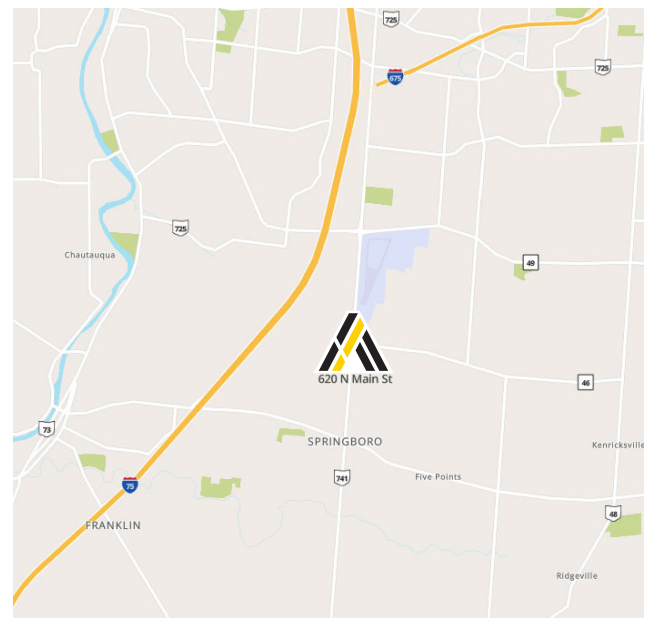 725
675
725
725
Chautauqua
49
620 N Main St
46
73
SPRINGBORO
Kenricksville
741
Five Points
75
48
FRANKLIN
Ridgeville